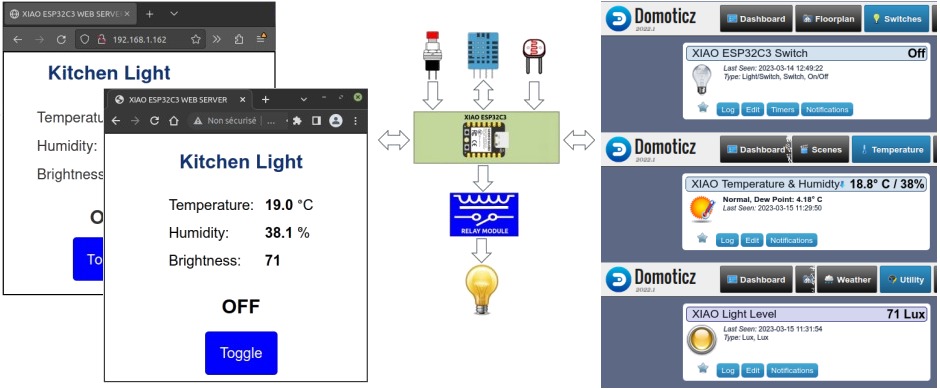 XIAO ESP32C3 WEB SERVE
192.168.1.162
Kitchen Light
Temperatu
Humidity:
Brightness
O
To
XIAO ESP32C3 WEB SERVER
Non sécurisé
Kitchen Light
Temperature: 19.0 °C
Humidity: 38.1 %
Brightness: 71
OFF
Toggle
XIAO ESP32C3
RELAY MODULE
Domoticz
2022.1
Dashboard
Floorplan
Switches
XIAO ESP32C3 Switch Off
Last Seen: 2023-03-14 12:49:22
Type: Light/Switch, Switch, On/Off
Log Edit Timers Notifications
Domoticz
2022.1
Dashboard
Scenes
Temperature
XIAO Temperature & Humidty 18.8° C / 38%
Normal, Dew Point: 4.18° C
Last Seen: 2023-03-15 11:29:50
Log Edit Notifications
Domoticz
2022.1
Dashboard
Weather
Utility
XIAO Light Level 71 Lux
Last Seen: 2023-03-15 11:31:54
Type: Lux, Lux
Log Edit Notifications